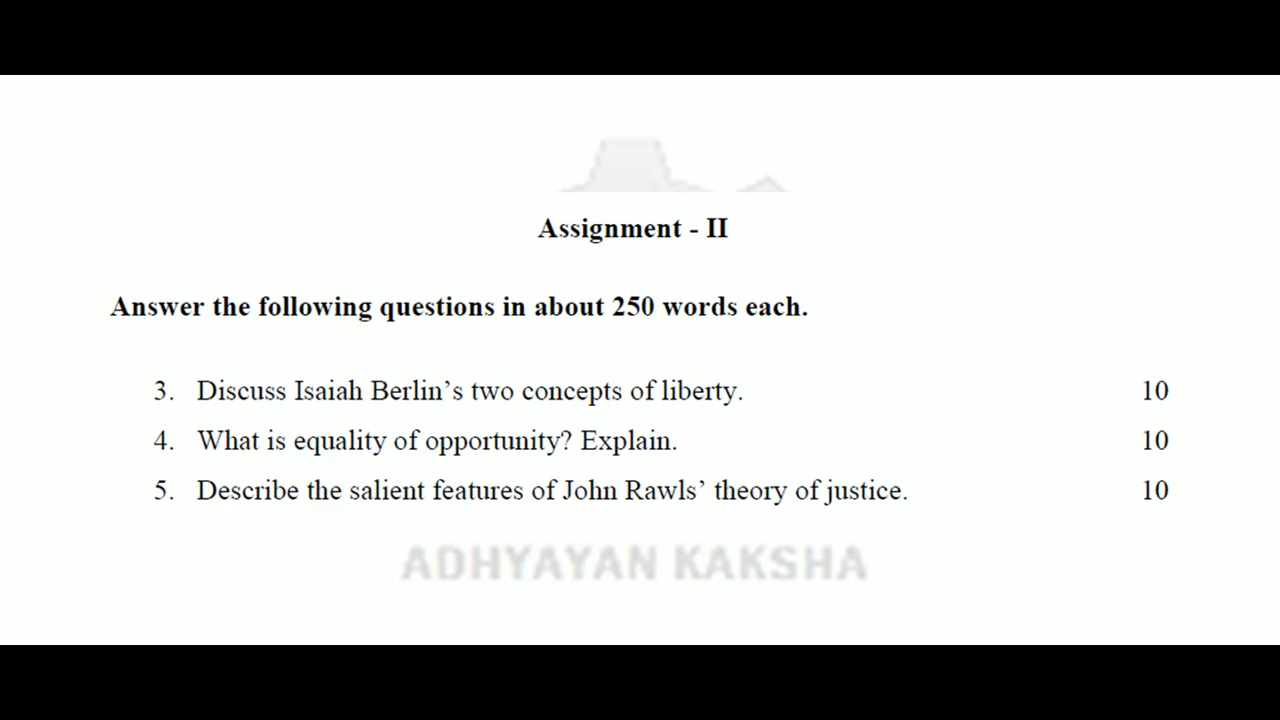 Assignment - II
Answer the following questions in about 250 words each.
3. Discuss Isaiah Berlin’s two concepts of liberty. 10
4. What is equality of opportunity? Explain. 10
5. Describe the salient features of John Rawls’ theory of justice. 10
ADHYAYAN KAKSHA